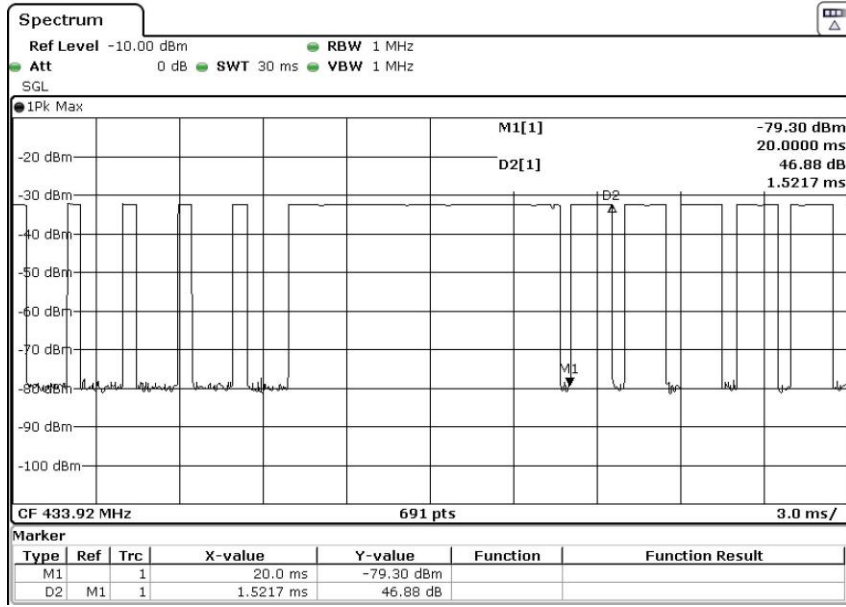 Spectrum
Ref Level -10.00 dBm RBW 1 MHz
Att 0 dB SWT 30 ms VBW 1 MHz
SGL
1Pk Max
M1[1] -79.30 dBm
20.0000 ms
-20 dBm
D2[1] 46.88 dB
1.5217 ms
-30 dBm
D2
-40 dBm
-50 dBm
-60 dBm
-70 dBm
M1
-80 dBm
-90 dBm
-100 dBm
CF 433.92 MHz 691 pts 3.0 ms/
Marker
Type Ref Trc X-value Y-value Function Function Result
M1 1 20.0 ms -79.30 dBm
D2 M1 1 1.5217 ms 46.88 dB